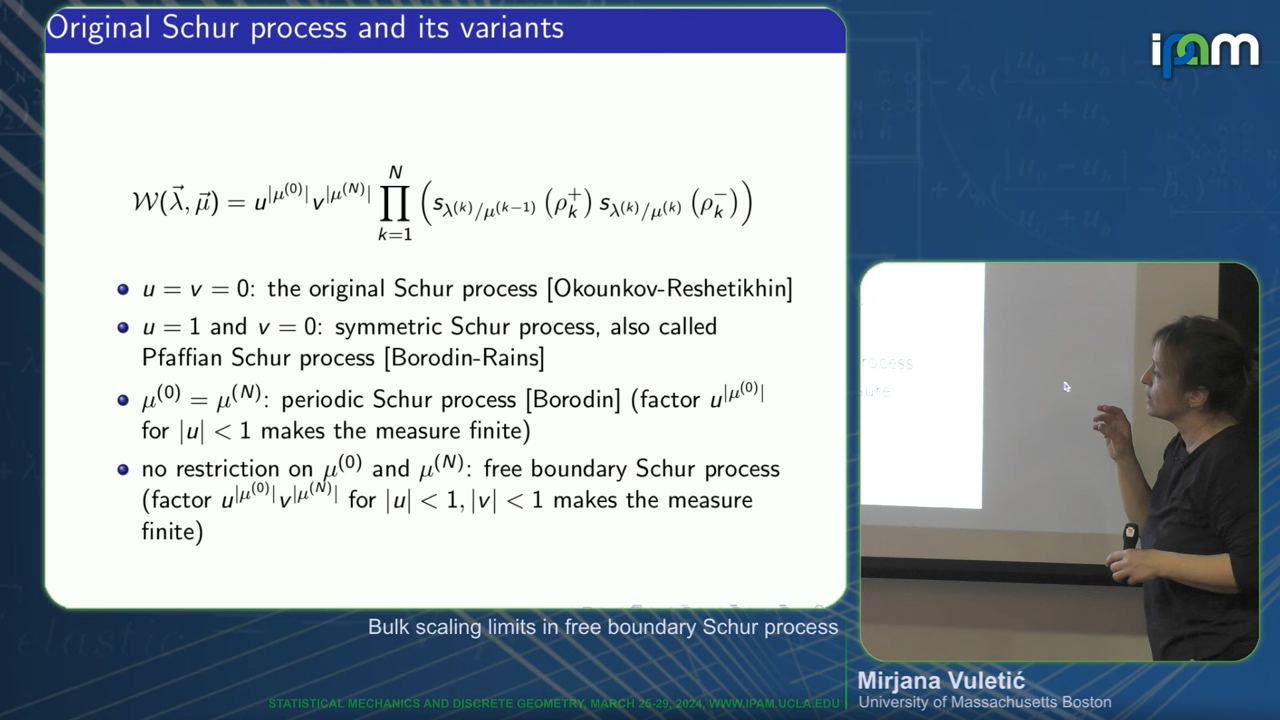 Original Schur process and its variants
ipam
𝒲(λ⃗, μ⃗) = u^{|μ^{(0)}|} v^{|μ^{(N)}|} ∏_{k=1}^{N} ( s_{λ^{(k)}/μ^{(k−1)}} (ρ_k^+) s_{λ^{(k)}/μ^{(k)}} (ρ_k^−) )
u = v = 0: the original Schur process [Okounkov-Reshetikhin]
u = 1 and v = 0: symmetric Schur process, also called
Pfaffian Schur process [Borodin-Rains]
μ^{(0)} = μ^{(N)}: periodic Schur process [Borodin] (factor u^{|μ^{(0)}|}
for |u| < 1 makes the measure finite)
no restriction on μ^{(0)} and μ^{(N)}: free boundary Schur process
(factor u^{|μ^{(0)}|} v^{|μ^{(N)}|} for |u| < 1, |v| < 1 makes the measure
finite)
Bulk scaling limits in free boundary Schur process
Mirjana Vuletić
University of Massachusetts Boston
STATISTICAL MECHANICS AND DISCRETE GEOMETRY, MARCH 25-29, 2024, WWW.IPAM.UCLA.EDU
elastic